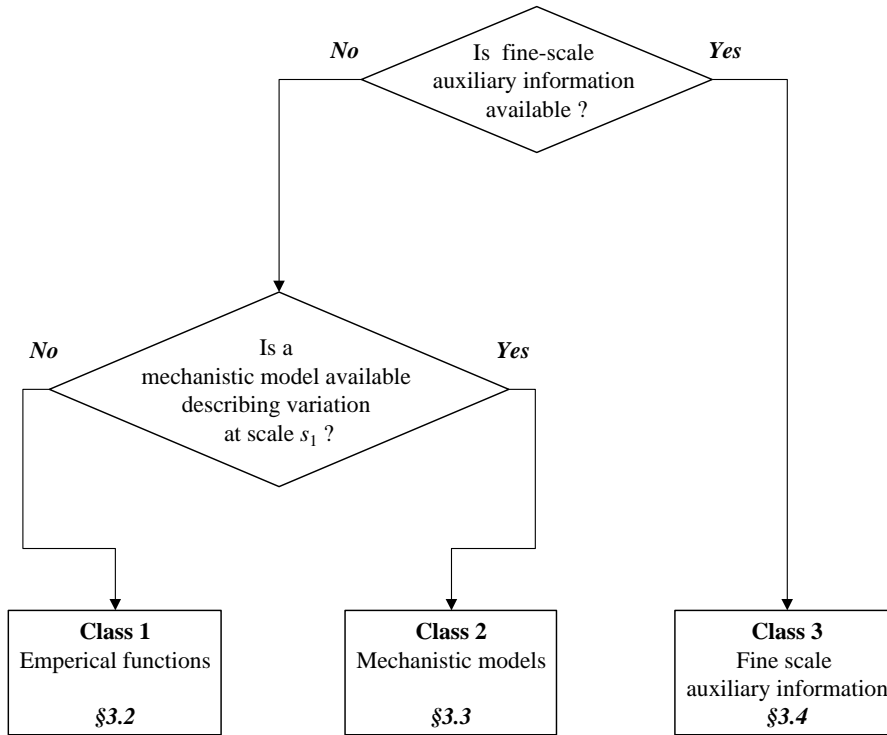 No
Yes
Is fine-scale
auxiliary information
available ?
No
Yes
Is a
mechanistic model available
describing variation
at scale s₁ ?
Class 1
Emperical functions
§3.2
Class 2
Mechanistic models
§3.3
Class 3
Fine scale
auxiliary information
§3.4